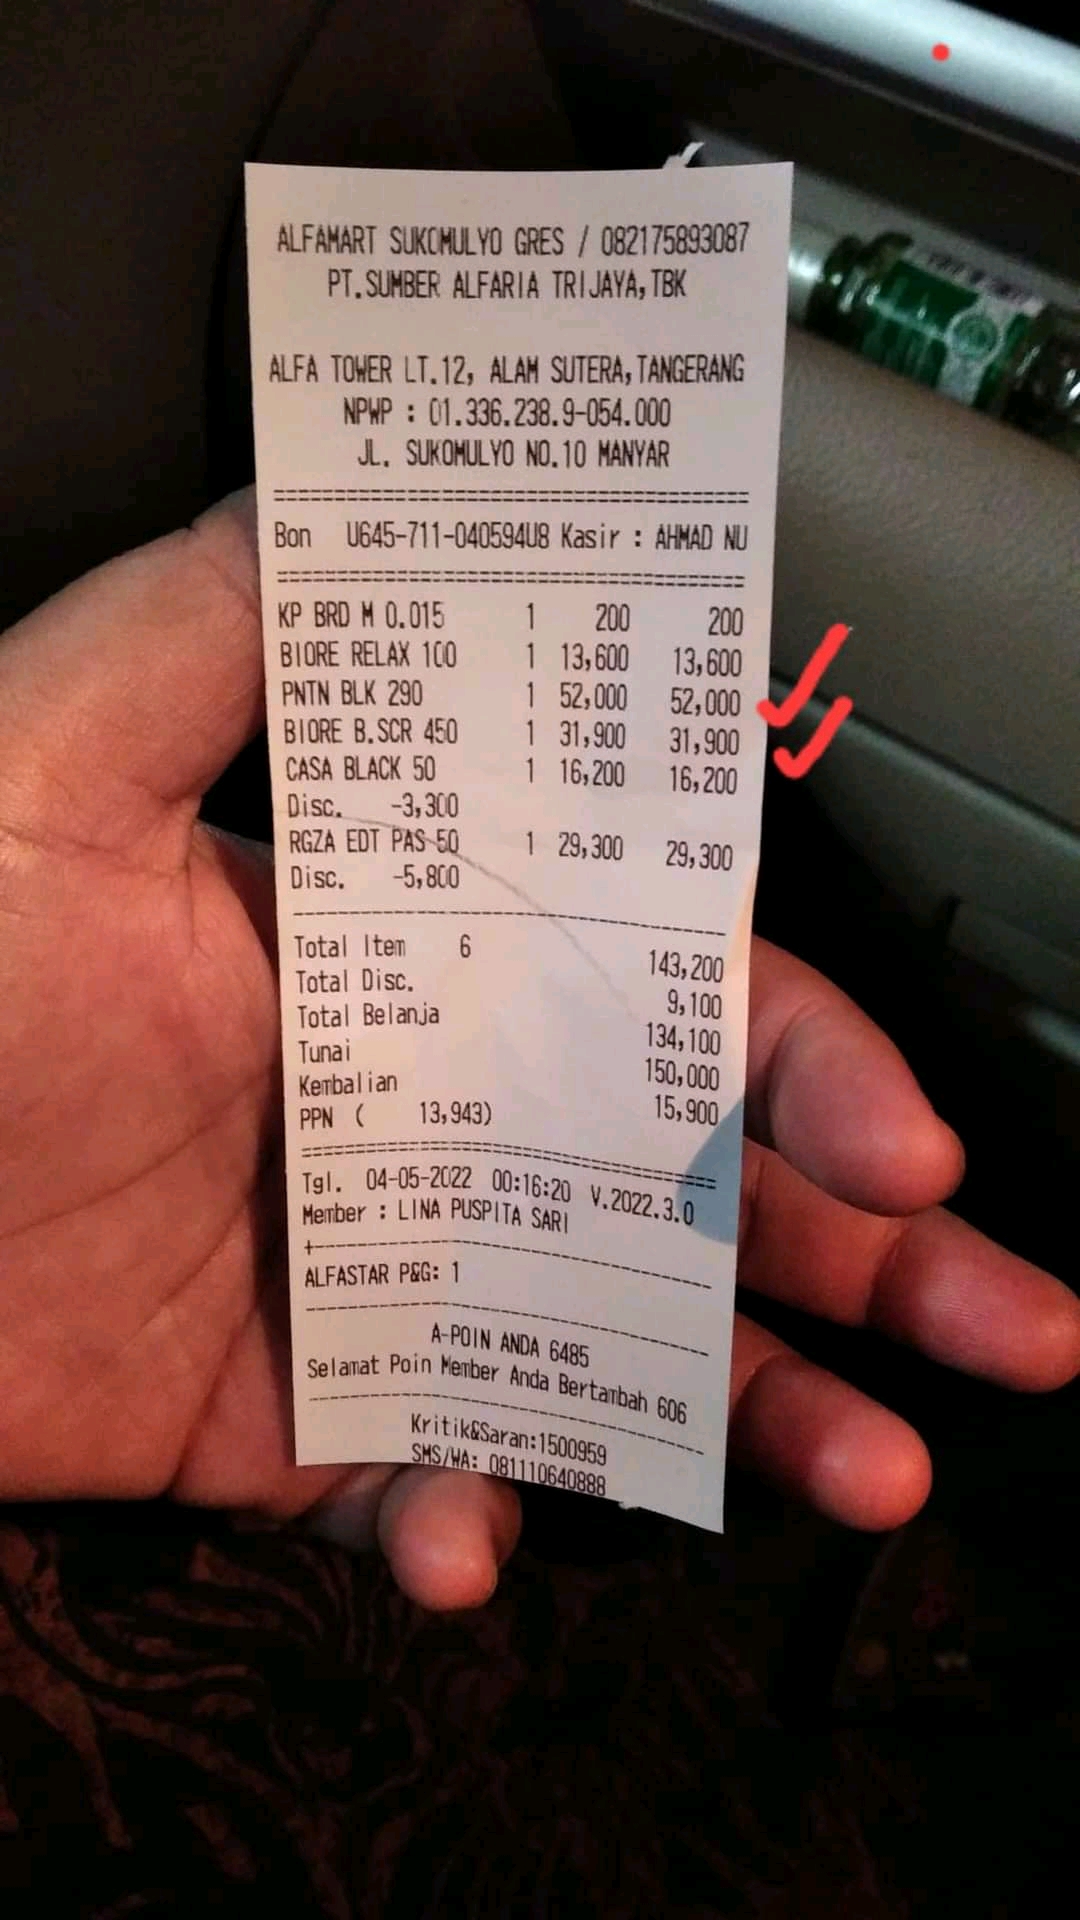 ALFAMART SUKOMULYO GRES / 082175893087
PT.SUMBER ALFARIA TRIJAYA,TBK
ALFA TOWER LT.12, ALAM SUTERA,TANGERANG
NPWP : 01.336.238.9-054.000
JL. SUKOMULYO NO.10 MANYAR
=======================================
Bon U645-711-040594U8 Kasir : AHMAD NU
=======================================
KP BRD M 0.015 1 200 200
BIORE RELAX 100 1 13,600 13,600
PNTN BLK 290 1 52,000 52,000
BIORE B.SCR 450 1 31,900 31,900
CASA BLACK 50 1 16,200 16,200
Disc. -3,300
RGZA EDT PAS 50 1 29,300 29,300
Disc. -5,800
---------------------------------------
Total Item 6 143,200
Total Disc. 9,100
Total Belanja 134,100
Tunai 150,000
Kembalian 15,900
PPN ( 13,943)
=======================================
Tgl. 04-05-2022 00:16:20 V.2022.3.0
Member : LINA PUSPITA SARI
+--------------------------------------
ALFASTAR P&G: 1
---------------------------------------
A-POIN ANDA 6485
Selamat Poin Member Anda Bertambah 606
---------------------------------------
Kritik&Saran:1500959
SMS/WA: 081110640888